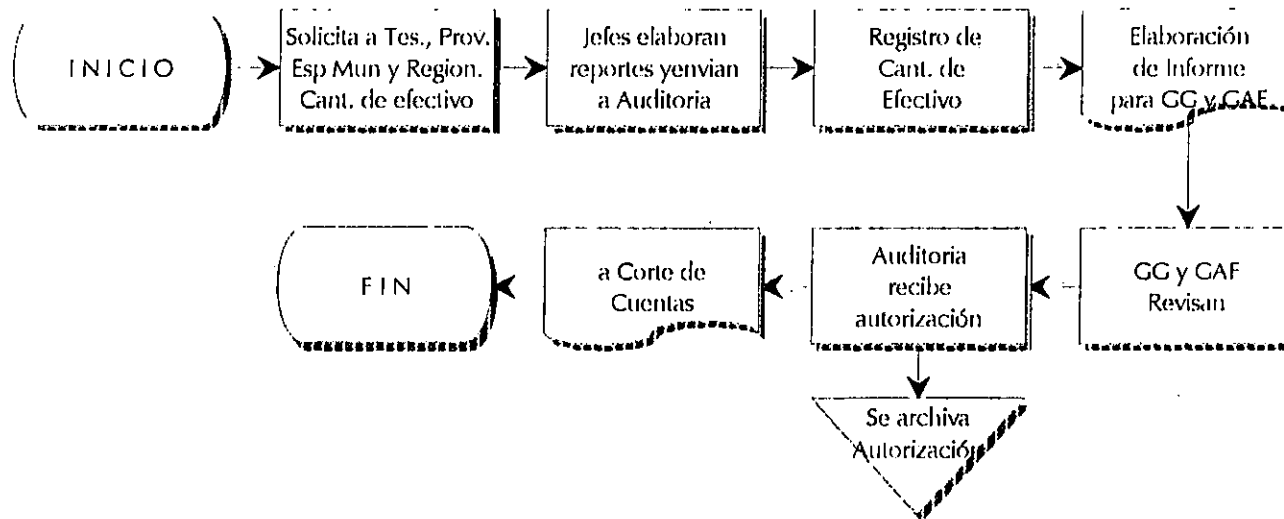 INICIO
Solicita a Tes., Prov.
Esp Mun y Region.
Cant. de efectivo
Jefes elaboran
reportes yenvian
a Auditoria
Registro de
Cant. de
Efectivo
Elaboración
de Informe
para GG y GAF
GG y GAF
Revisan
Auditoria
recibe
autorización
Se archiva
Autorización
a Corte de
Cuentas
FIN